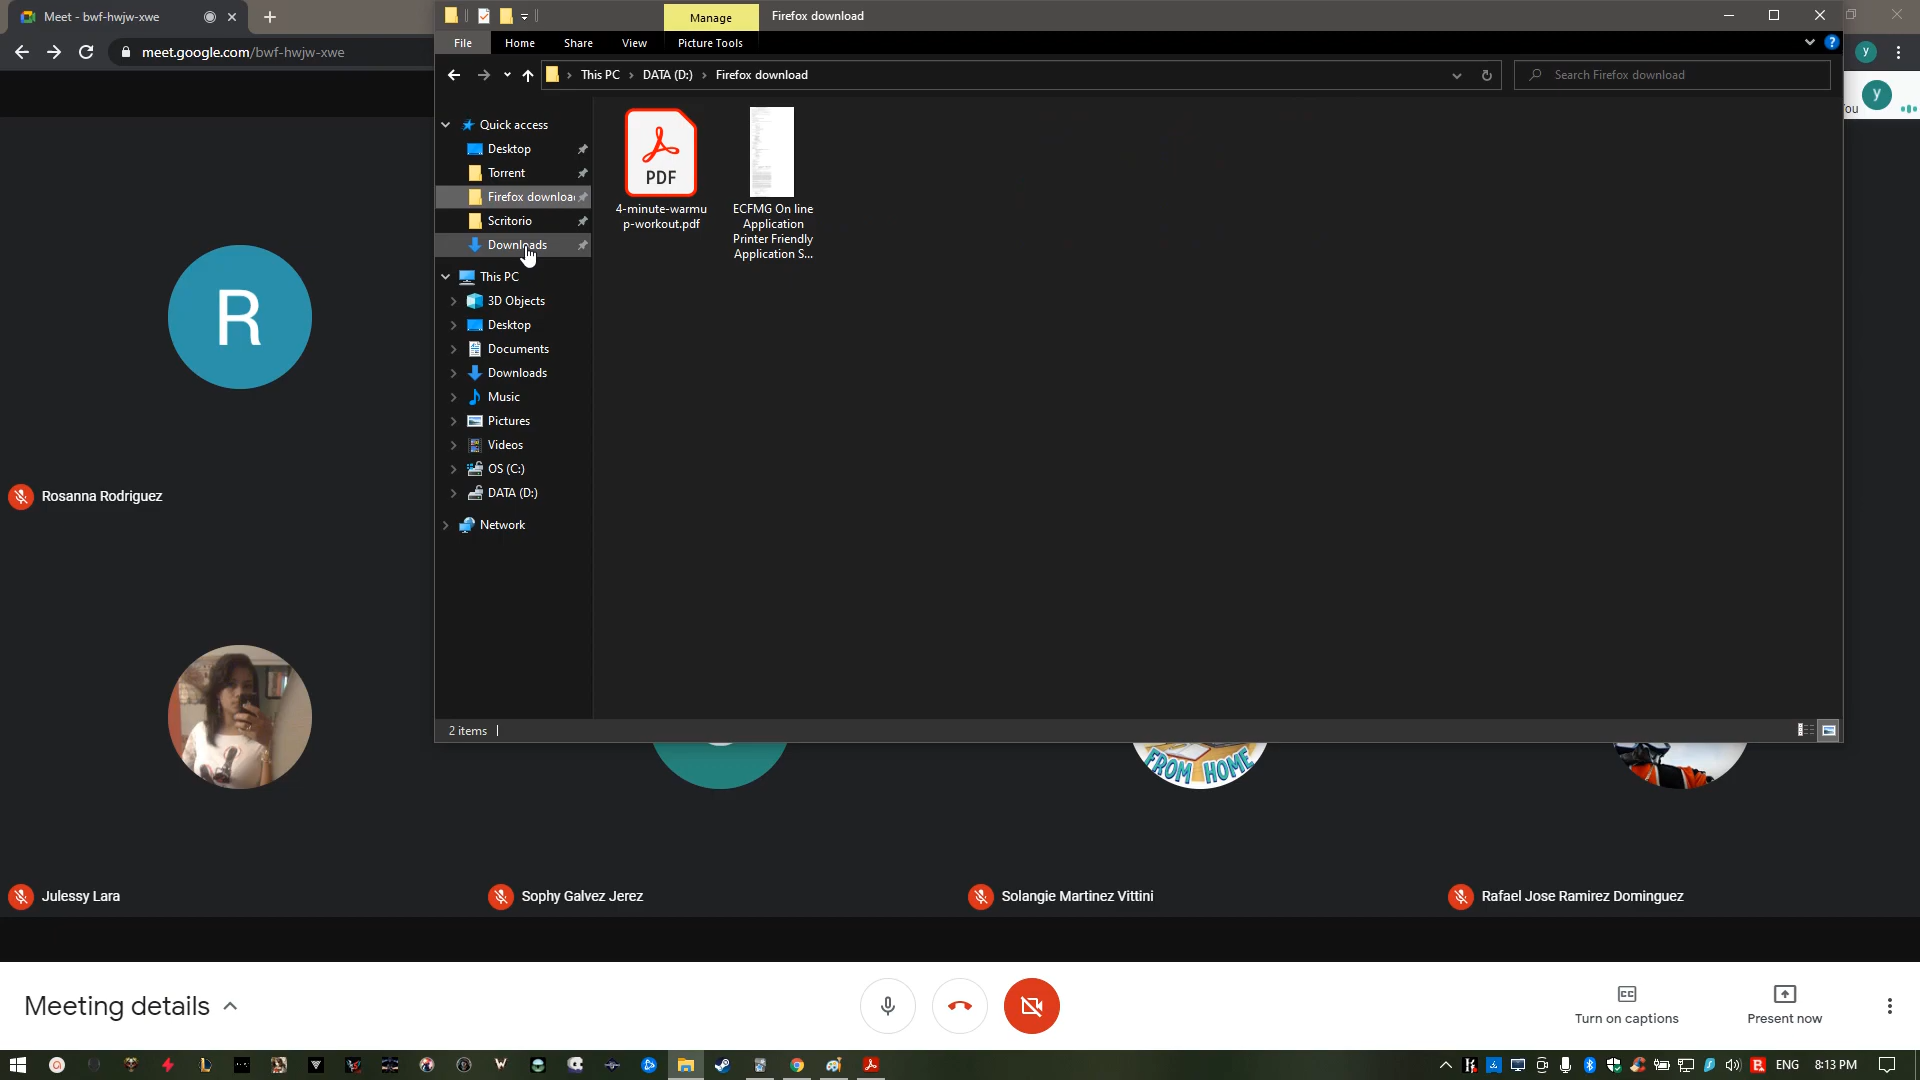 Meet - bwf-hwjw-xwe
meet.google.com/bwf-hwjw-xwe
Manage
Firefox download
File
Home
Share
View
Picture Tools
This PC
DATA (D:)
Firefox download
Search Firefox download
Quick access
Desktop
Torrent
Firefox downloa
Scritorio
Downloads
This PC
3D Objects
Desktop
Documents
Downloads
Music
Pictures
Videos
OS (C:)
DATA (D:)
Network
PDF
4-minute-warmu
p-workout.pdf
ECFMG On line
Application
Printer Friendly
Application S...
2 items
y
ou
y
R
Rosanna Rodriguez
FROM HOME
Julessy Lara
Sophy Galvez Jerez
Solangie Martinez Vittini
Rafael Jose Ramirez Dominguez
Meeting details
Turn on captions
Present now
ENG
8:13 PM